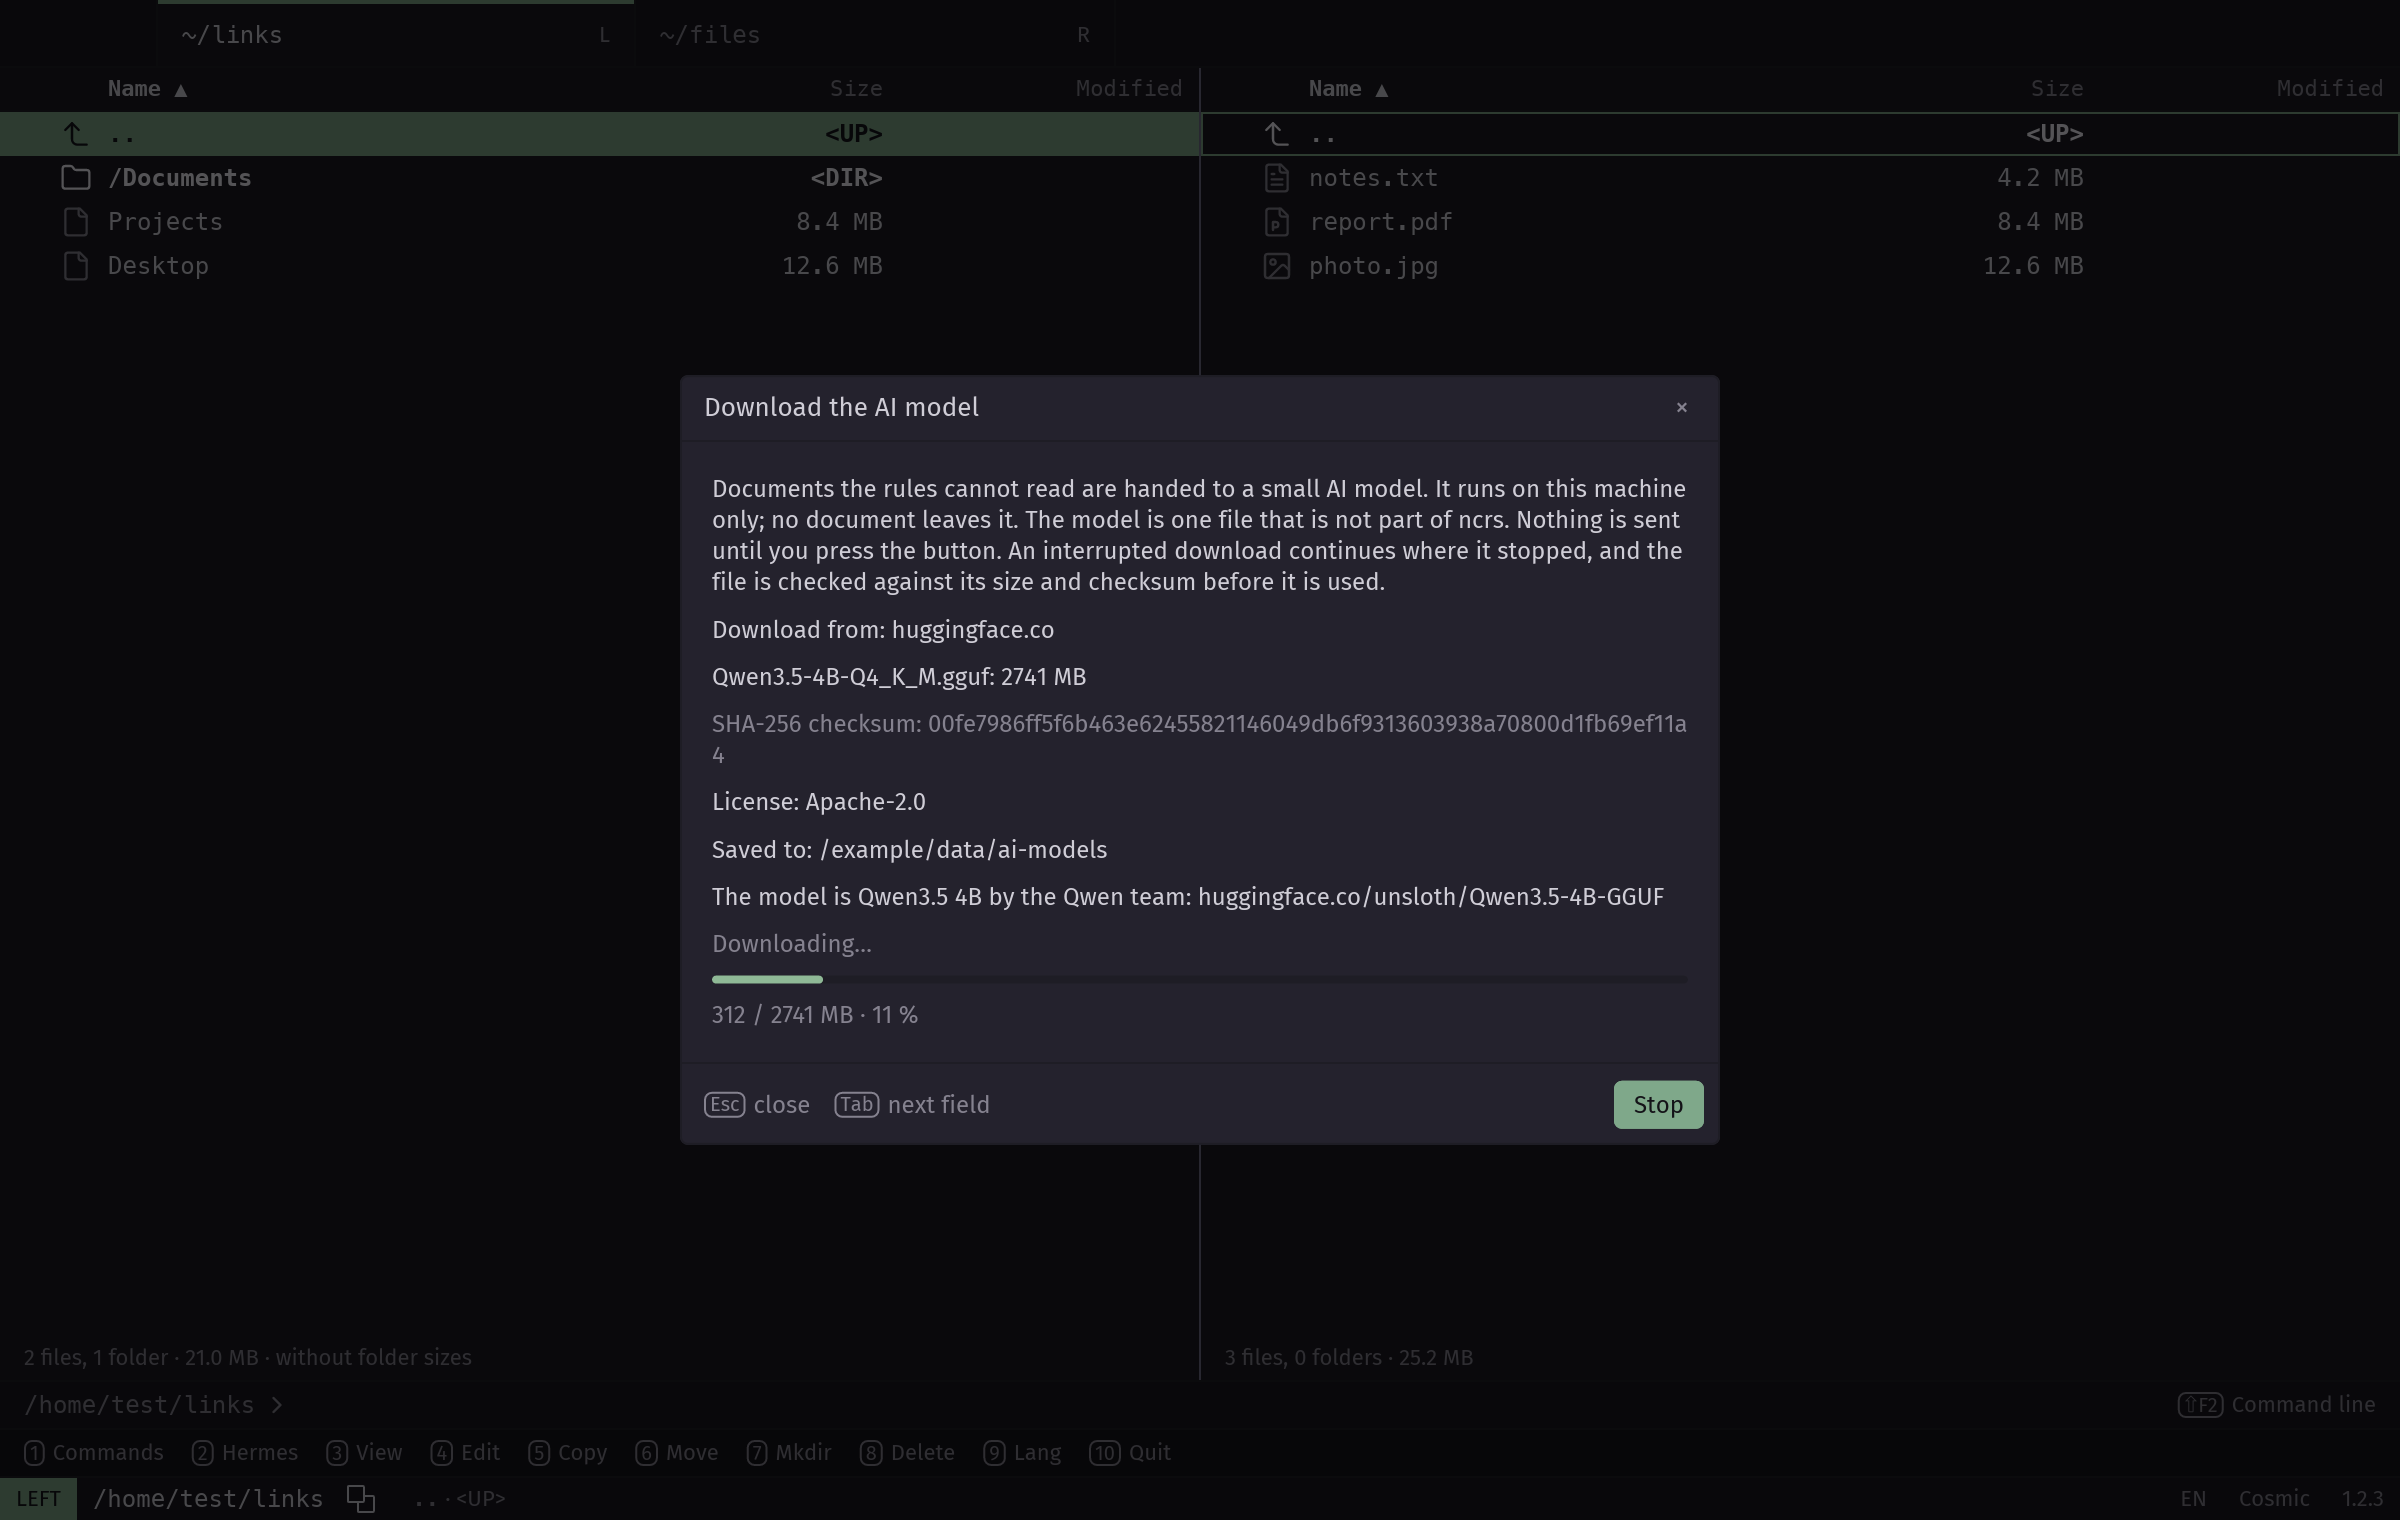 ~/links L ~/files R
Name ▲ Size Modified Name ▲ Size Modified
.. <UP> .. <UP>
/Documents <DIR> notes.txt 4.2 MB
Projects 8.4 MB report.pdf 8.4 MB
Desktop 12.6 MB photo.jpg 12.6 MB
Download the AI model ×
Documents the rules cannot read are handed to a small AI model. It runs on this machine
only; no document leaves it. The model is one file that is not part of ncrs. Nothing is sent
until you press the button. An interrupted download continues where it stopped, and the
file is checked against its size and checksum before it is used.
Download from: huggingface.co
Qwen3.5-4B-Q4_K_M.gguf: 2741 MB
SHA-256 checksum: 00fe7986ff5f6b463e62455821146049db6f9313603938a70800d1fb69ef11a
4
License: Apache-2.0
Saved to: /example/data/ai-models
The model is Qwen3.5 4B by the Qwen team: huggingface.co/unsloth/Qwen3.5-4B-GGUF
Downloading...
312 / 2741 MB · 11 %
Esc close Tab next field Stop
2 files, 1 folder · 21.0 MB · without folder sizes 3 files, 0 folders · 25.2 MB
/home/test/links > ⇧F2 Command line
1 Commands 2 Hermes 3 View 4 Edit 5 Copy 6 Move 7 Mkdir 8 Delete 9 Lang 10 Quit
LEFT /home/test/links .. · <UP> EN Cosmic 1.2.3